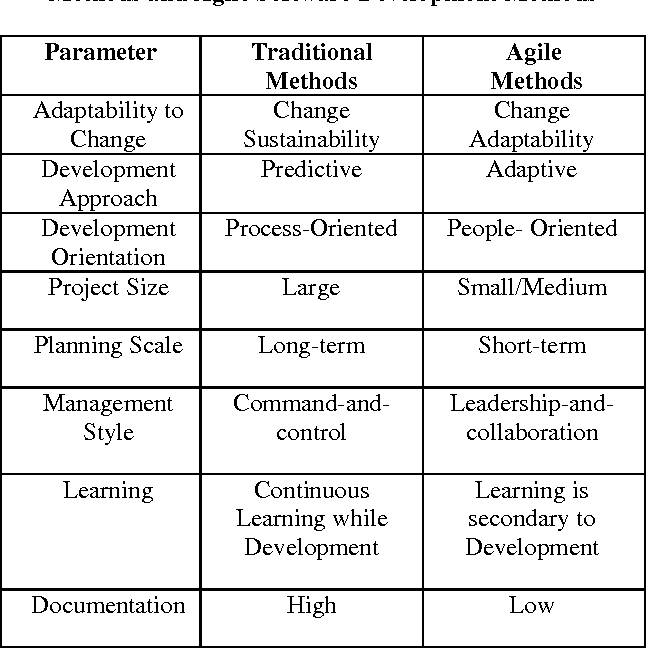 Methods and Agile Software Development Methods
Parameter
Traditional
Methods
Agile
Methods
Adaptability to
Change
Change
Sustainability
Change
Adaptability
Development
Approach
Predictive
Adaptive
Development
Orientation
Process-Oriented
People- Oriented
Project Size
Large
Small/Medium
Planning Scale
Long-term
Short-term
Management
Style
Command-and-
control
Leadership-and-
collaboration
Learning
Continuous
Learning while
Development
Learning is
secondary to
Development
Documentation
High
Low